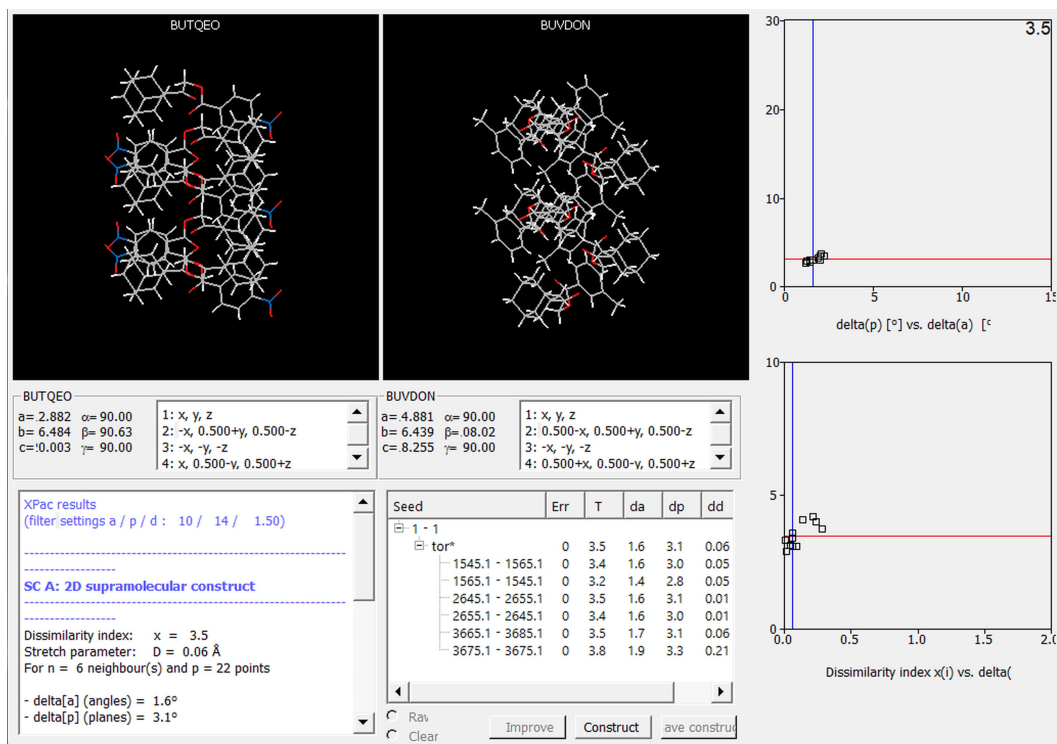 BUTQEO
BUVDON
3.5
30
20
10
0
0
5
10
15
delta(p) [º] vs. delta(a) [º
BUTQEO
a= .2.882 α= 90.00
b= 6.484 β= 90.63
c=!0.003 γ= 90.00
1: x, y, z
2: -x, 0.500+y, 0.500-z
3: -x, -y, -z
4: x, 0.500-y, 0.500+z
BUVDON
a= .4.881 α= 90.00
b= 6.439 β=.08.02
c= .8.255 γ= 90.00
1: x, y, z
2: 0.500-x, 0.500+y, 0.500-z
3: -x, -y, -z
4: 0.500+x, 0.500-y, 0.500+z
XPac results
(filter settings a / p / d : 10 / 14 / 1.50)
------------------------------------------------------
-----------------
SC A: 2D supramolecular construct
------------------------------------------------------
-----------------
Dissimilarity index: x = 3.5
Stretch parameter: D = 0.06 Å
For n = 6 neighbour(s) and p = 22 points
- delta[a] (angles) = 1.6º
- delta[p] (planes) = 3.1º
Seed Err T da dp dd
1 - 1
tor* 0 3.5 1.6 3.1 0.06
1545.1 - 1565.1 0 3.4 1.6 3.0 0.05
1565.1 - 1545.1 0 3.2 1.4 2.8 0.05
2645.1 - 2655.1 0 3.5 1.6 3.1 0.01
2655.1 - 2645.1 0 3.4 1.6 3.0 0.01
3665.1 - 3685.1 0 3.5 1.7 3.1 0.06
3675.1 - 3675.1 0 3.8 1.9 3.3 0.21
Clear
Improve
Construct
ave construc
10
5
0
0.0
0.5
1.0
1.5
2.0
Dissimilarity index x(i) vs. delta(